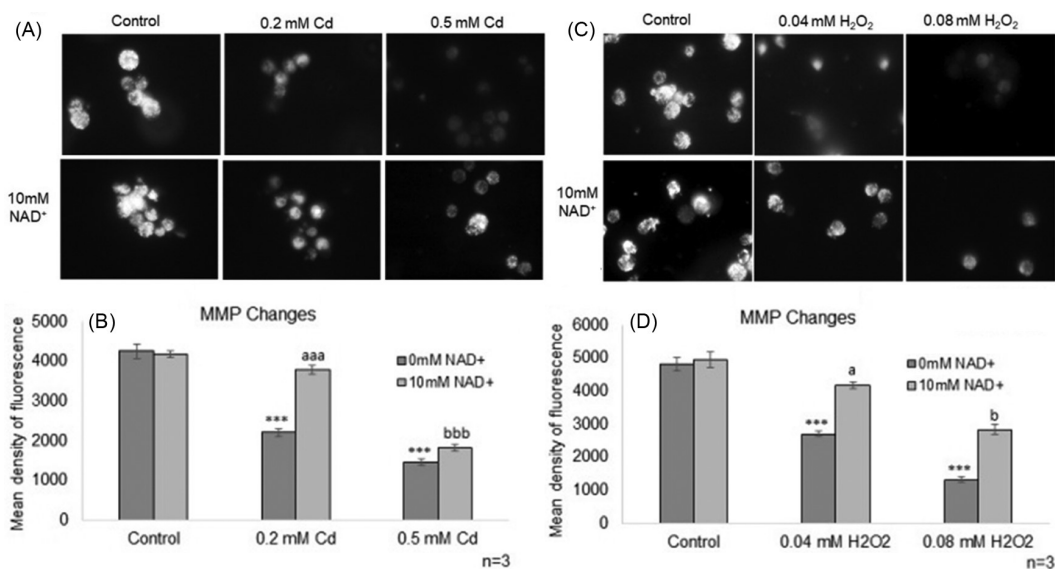 (A)
Control
0.2 mM Cd
0.5 mM Cd
10mM
NAD⁺
(C)
Control
0.04 mM H₂O₂
0.08 mM H₂O₂
10mM
NAD⁺
(B)
MMP Changes
Mean density of fluorescence
5000
4000
3000
2000
1000
0
***
aaa
***
bbb
0mM NAD+
10mM NAD+
Control
0.2 mM Cd
0.5 mM Cd
n=3
(D)
MMP Changes
Mean density of fluorescence
6000
5000
4000
3000
2000
1000
0
***
a
***
b
0mM NAD+
10mM NAD+
Control
0.04 mM H2O2
0.08 mM H2O2
n=3